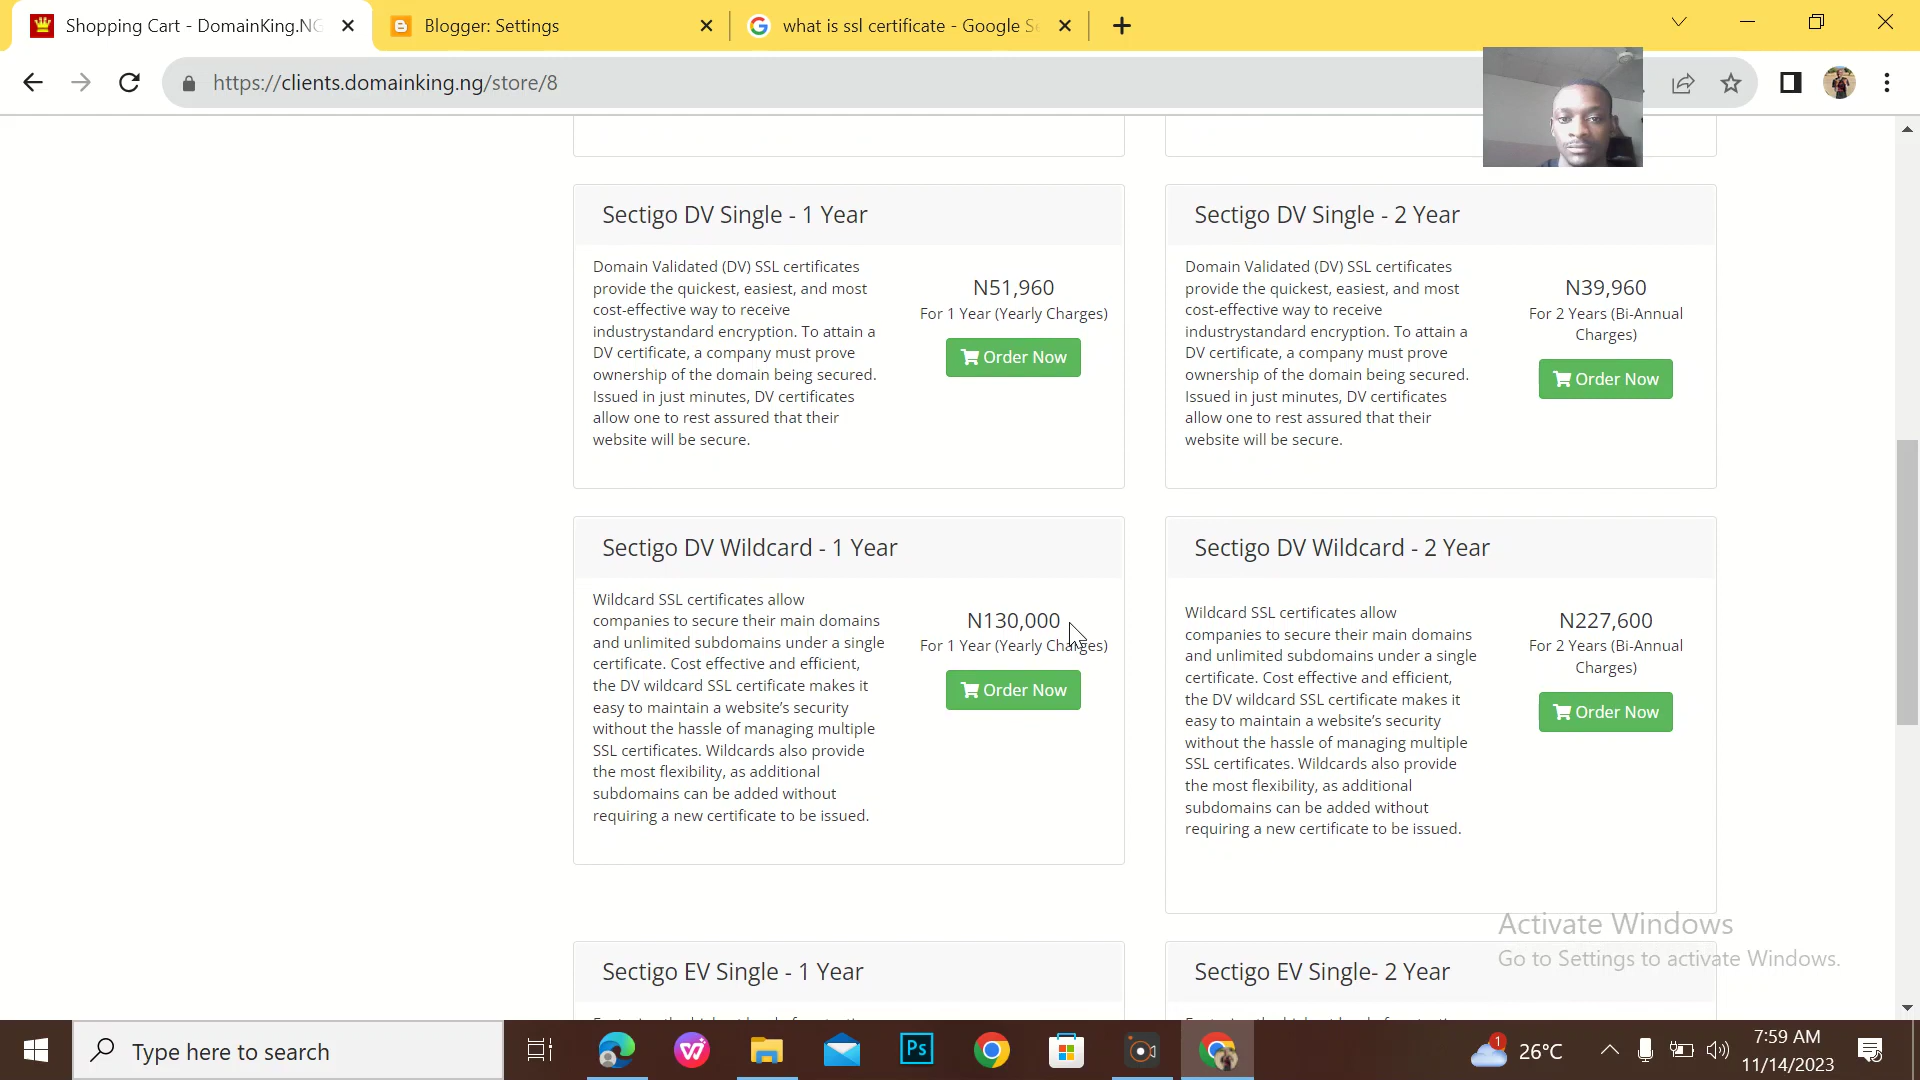 Shopping Cart - DomainKing.NG
Blogger: Settings
what is ssl certificate - Google Se
https://clients.domainking.ng/store/8
Sectigo DV Single - 1 Year
Domain Validated (DV) SSL certificates
provide the quickest, easiest, and most
cost-effective way to receive
industrystandard encryption. To attain a
DV certificate, a company must prove
ownership of the domain being secured.
Issued in just minutes, DV certificates
allow one to rest assured that their
website will be secure.
N51,960
For 1 Year (Yearly Charges)
Order Now
Sectigo DV Single - 2 Year
Domain Validated (DV) SSL certificates
provide the quickest, easiest, and most
cost-effective way to receive
industrystandard encryption. To attain a
DV certificate, a company must prove
ownership of the domain being secured.
Issued in just minutes, DV certificates
allow one to rest assured that their
website will be secure.
N39,960
For 2 Years (Bi-Annual
Charges)
Order Now
Sectigo DV Wildcard - 1 Year
Wildcard SSL certificates allow
companies to secure their main domains
and unlimited subdomains under a single
certificate. Cost effective and efficient,
the DV wildcard SSL certificate makes it
easy to maintain a website’s security
without the hassle of managing multiple
SSL certificates. Wildcards also provide
the most flexibility, as additional
subdomains can be added without
requiring a new certificate to be issued.
N130,000
For 1 Year (Yearly Charges)
Order Now
Sectigo DV Wildcard - 2 Year
Wildcard SSL certificates allow
companies to secure their main domains
and unlimited subdomains under a single
certificate. Cost effective and efficient,
the DV wildcard SSL certificate makes it
easy to maintain a website’s security
without the hassle of managing multiple
SSL certificates. Wildcards also provide
the most flexibility, as additional
subdomains can be added without
requiring a new certificate to be issued.
N227,600
For 2 Years (Bi-Annual
Charges)
Order Now
Sectigo EV Single - 1 Year
Sectigo EV Single- 2 Year
Activate Windows
Go to Settings to activate Windows.
Type here to search
Ps
1
26°C
7:59 AM
11/14/2023